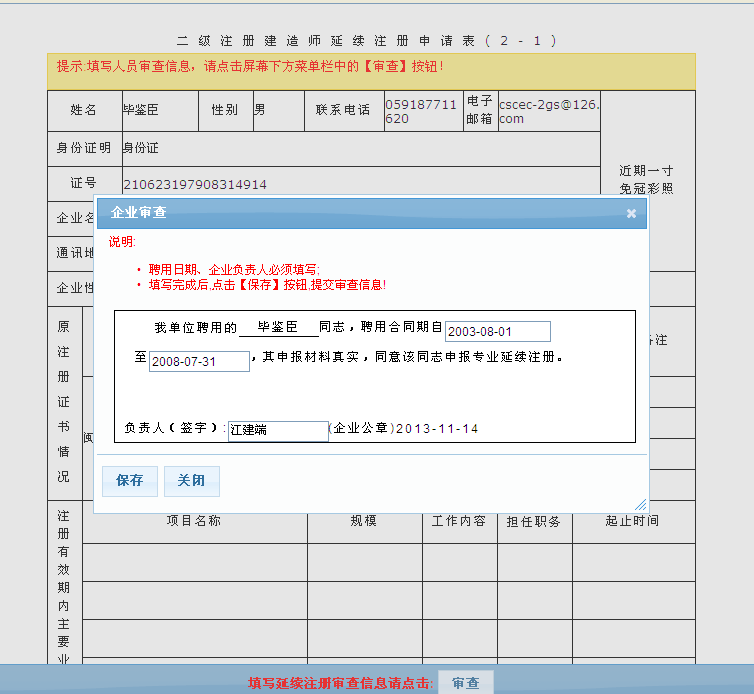 二级注册建造师延续注册申请表(2-1)
提示:填写人员审查信息，请点击屏幕下方菜单栏中的【审查】按钮!
姓名 毕鉴臣 性别 男 联系电话 059187711620 电子邮箱 cscec-2gs@126.com
身份证明 身份证
近期一寸
免冠彩照
证号 210623197908314914
企业名
通讯地
企业性
企业审查
说明:
• 聘用日期、企业负责人必须填写;
• 填写完成后,点击【保存】按钮,提交审查信息!
我单位聘用的 毕鉴臣 同志，聘用合同期自 2003-08-01
至 2008-07-31 ，其申报材料真实，同意该同志申报专业延续注册。
负责人(签字): 江建端 (企业公章)2013-11-14
保存 关闭
原注册证书情况
注
项目名称 规模 工作内容 担任职务 起止时间
注册有效期内主要业
填写延续注册审查信息请点击: 审查